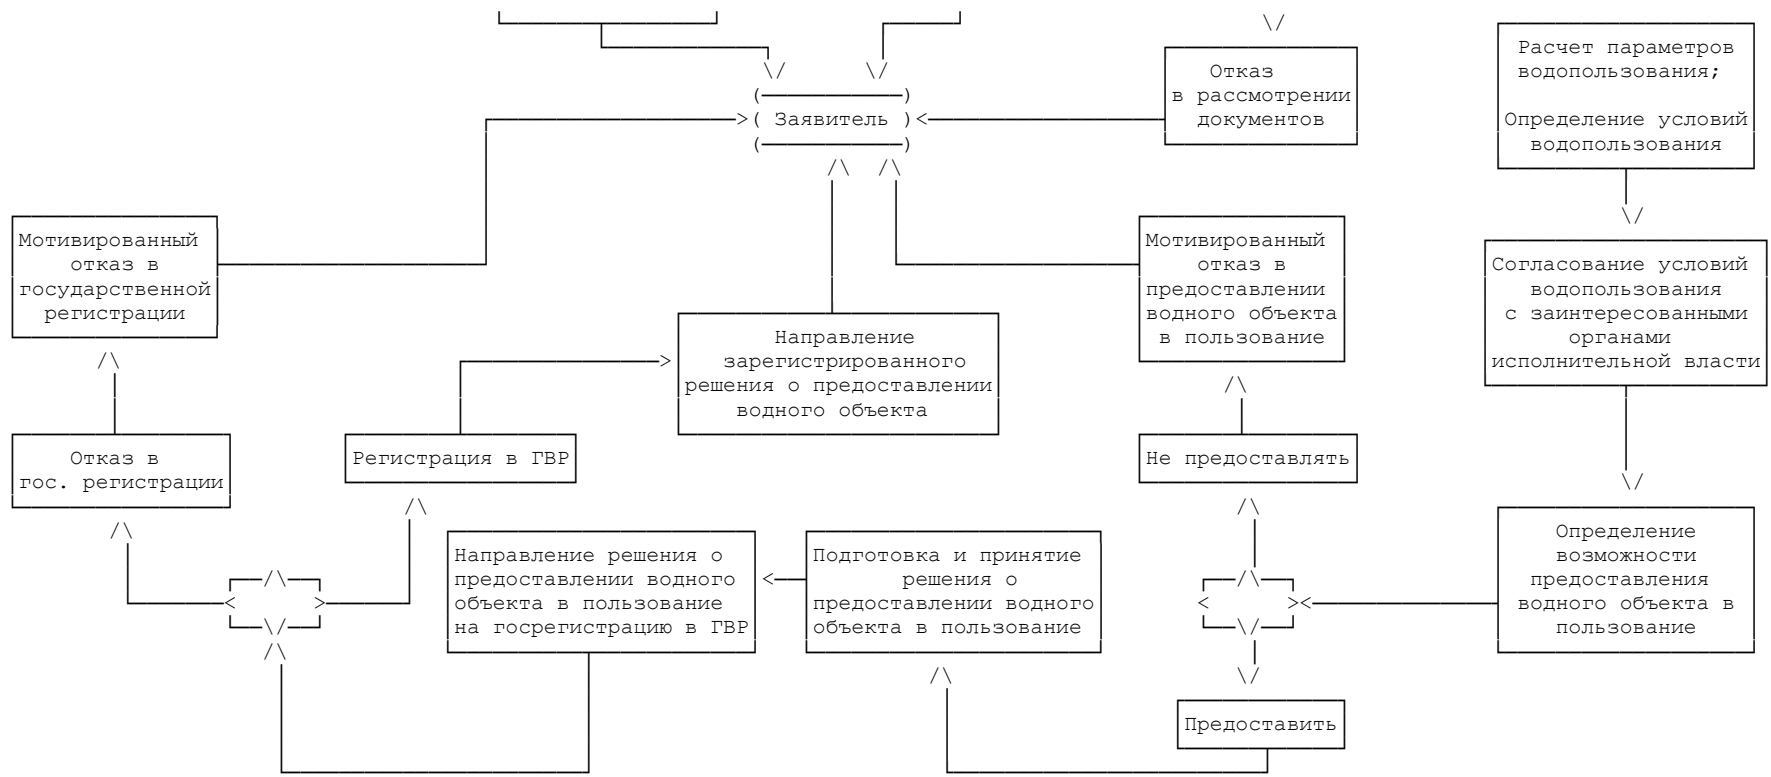 Расчет параметров
водопользования;
Определение условий
водопользования
Отказ
в рассмотрении
документов
Заявитель
Мотивированный
отказ в
государственной
регистрации
Мотивированный
отказ в
предоставлении
водного объекта
в пользование
Согласование условий
водопользования
с заинтересованными
органами
исполнительной власти
Направление
зарегистрированного
решения о предоставлении
водного объекта
Отказ в
гос. регистрации
Регистрация в ГВР
Не предоставлять
Направление решения о
предоставлении водного
объекта в пользование
на госрегистрацию в ГВР
Подготовка и принятие
решения о
предоставлении водного
объекта в пользование
Определение
возможности
предоставления
водного объекта в
пользование
Предоставить